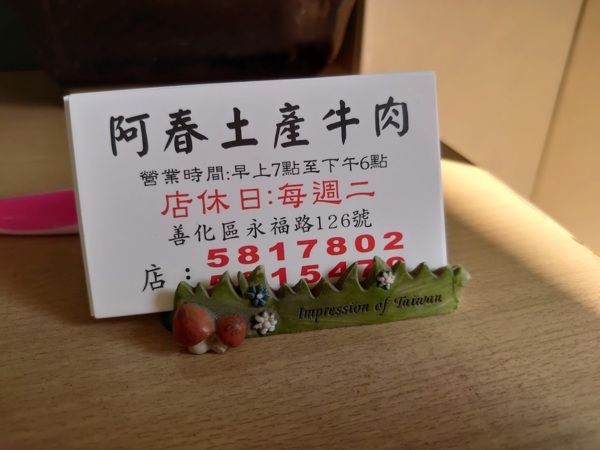 阿春土產牛肉
營業時間:早上7點至下午6點
店休日:每週二
善化區永福路126號
店：5817802
Impression of Taiwan